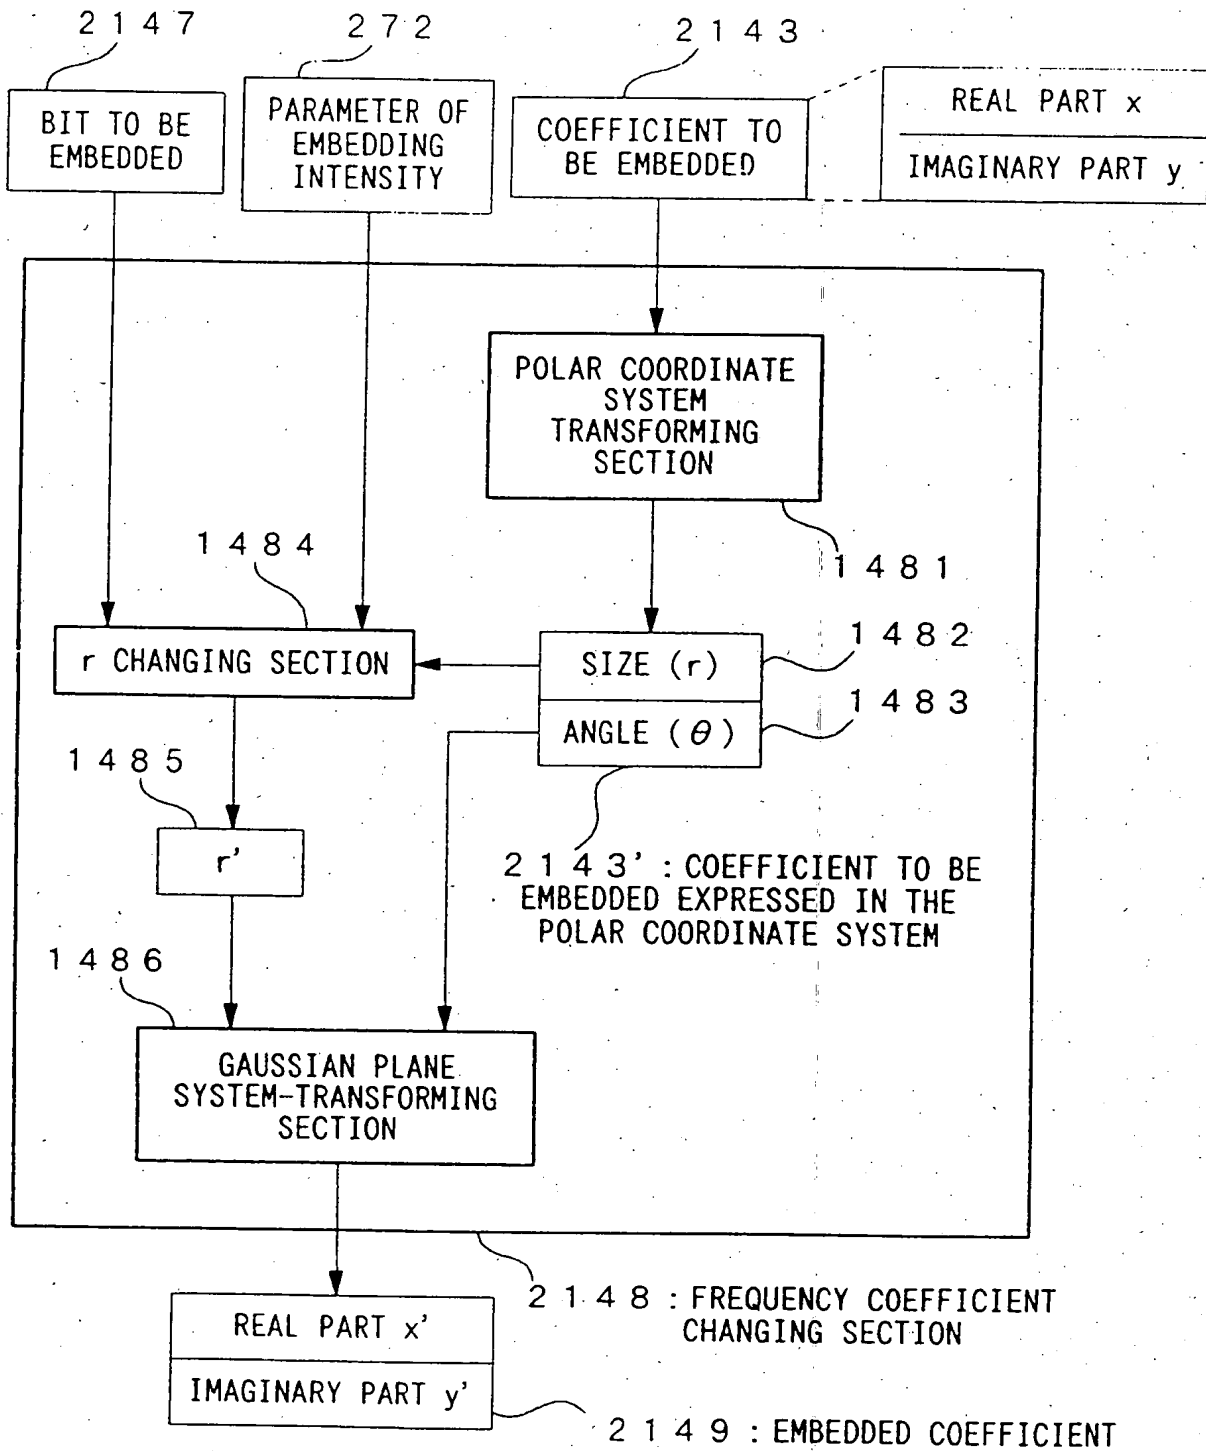 2147
272
2143
BIT TO BE
EMBEDDED
PARAMETER OF
EMBEDDING
INTENSITY
COEFFICIENT TO
BE EMBEDDED
REAL PART x
IMAGINARY PART y
POLAR COORDINATE
SYSTEM
TRANSFORMING
SECTION
1481
1484
r CHANGING SECTION
SIZE (r)
1482
ANGLE (θ)
1483
1485
r'
2143' : COEFFICIENT TO BE
EMBEDDED EXPRESSED IN THE
POLAR COORDINATE SYSTEM
1486
GAUSSIAN PLANE
SYSTEM-TRANSFORMING
SECTION
2148 : FREQUENCY COEFFICIENT
CHANGING SECTION
REAL PART x'
IMAGINARY PART y'
2149 : EMBEDDED COEFFICIENT